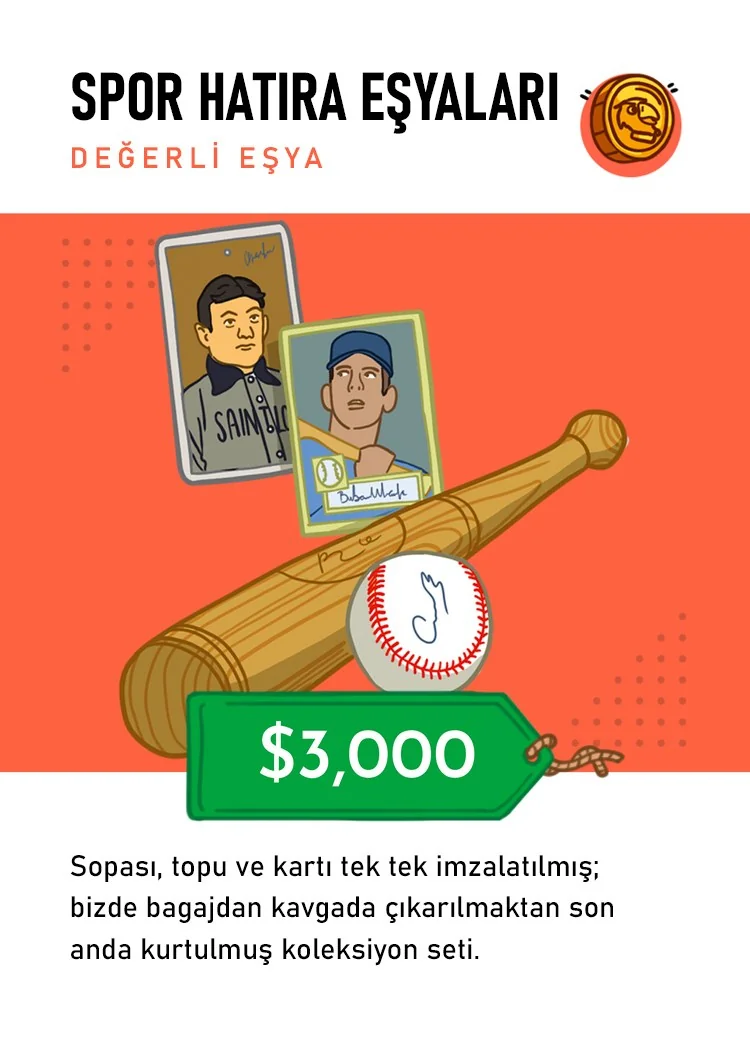 SPOR HATIRA EŞYALARI
DEĞERLİ EŞYA
SAINT LO
$3,000
Sopası, topu ve kartı tek tek imzalatılmış;
bizde bagajdan kavgada çıkarılmaktan son
anda kurtulmuş koleksiyon seti.